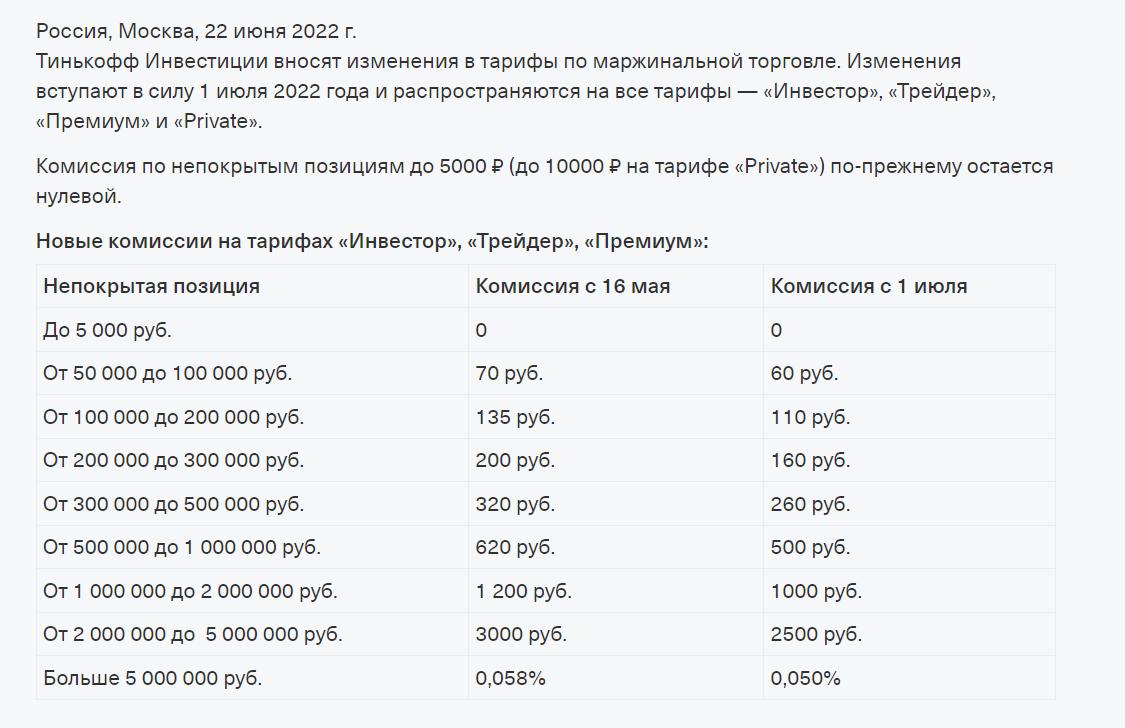 Россия, Москва, 22 июня 2022 г.
Тинькофф Инвестиции вносят изменения в тарифы по маржинальной торговле. Изменения
вступают в силу 1 июля 2022 года и распространяются на все тарифы — «Инвестор», «Трейдер»,
«Премиум» и «Private».
Комиссия по непокрытым позициям до 5000 ₽ (до 10000 ₽ на тарифе «Private») по-прежнему остается
нулевой.
Новые комиссии на тарифах «Инвестор», «Трейдер», «Премиум»:
Непокрытая позиция Комиссия с 16 мая Комиссия с 1 июля
До 5 000 руб. 0 0
От 50 000 до 100 000 руб. 70 руб. 60 руб.
От 100 000 до 200 000 руб. 135 руб. 110 руб.
От 200 000 до 300 000 руб. 200 руб. 160 руб.
От 300 000 до 500 000 руб. 320 руб. 260 руб.
От 500 000 до 1 000 000 руб. 620 руб. 500 руб.
От 1 000 000 до 2 000 000 руб. 1 200 руб. 1000 руб.
От 2 000 000 до 5 000 000 руб. 3000 руб. 2500 руб.
Больше 5 000 000 руб. 0,058% 0,050%